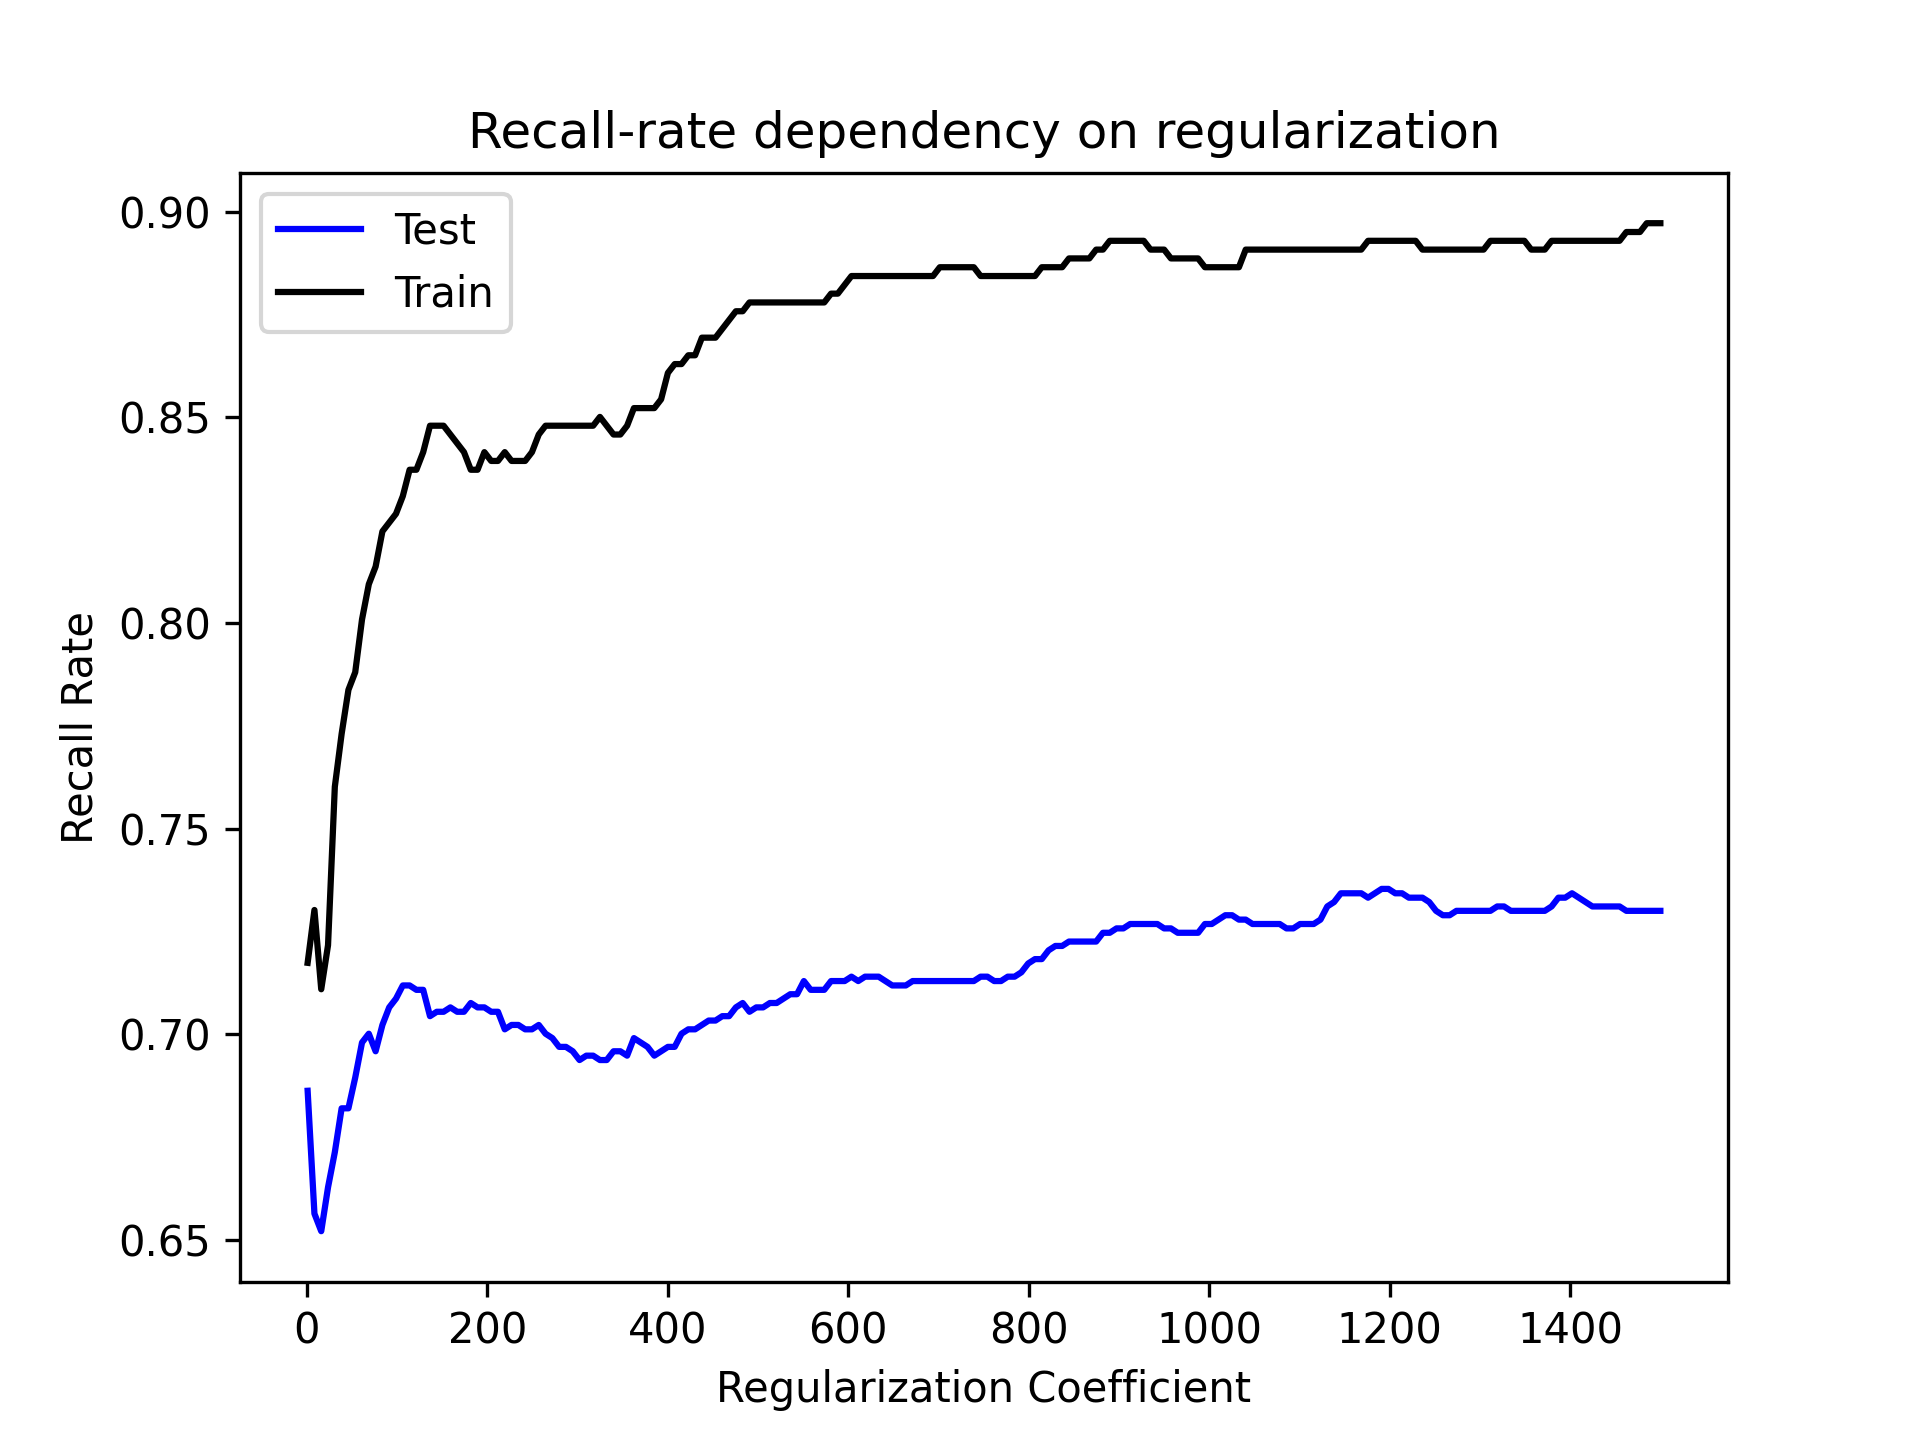 Recall-rate dependency on regularization
Test
Train
0.90
0.85
0.80
0.75
0.70
0.65
Recall Rate
0 200 400 600 800 1000 1200 1400
Regularization Coefficient